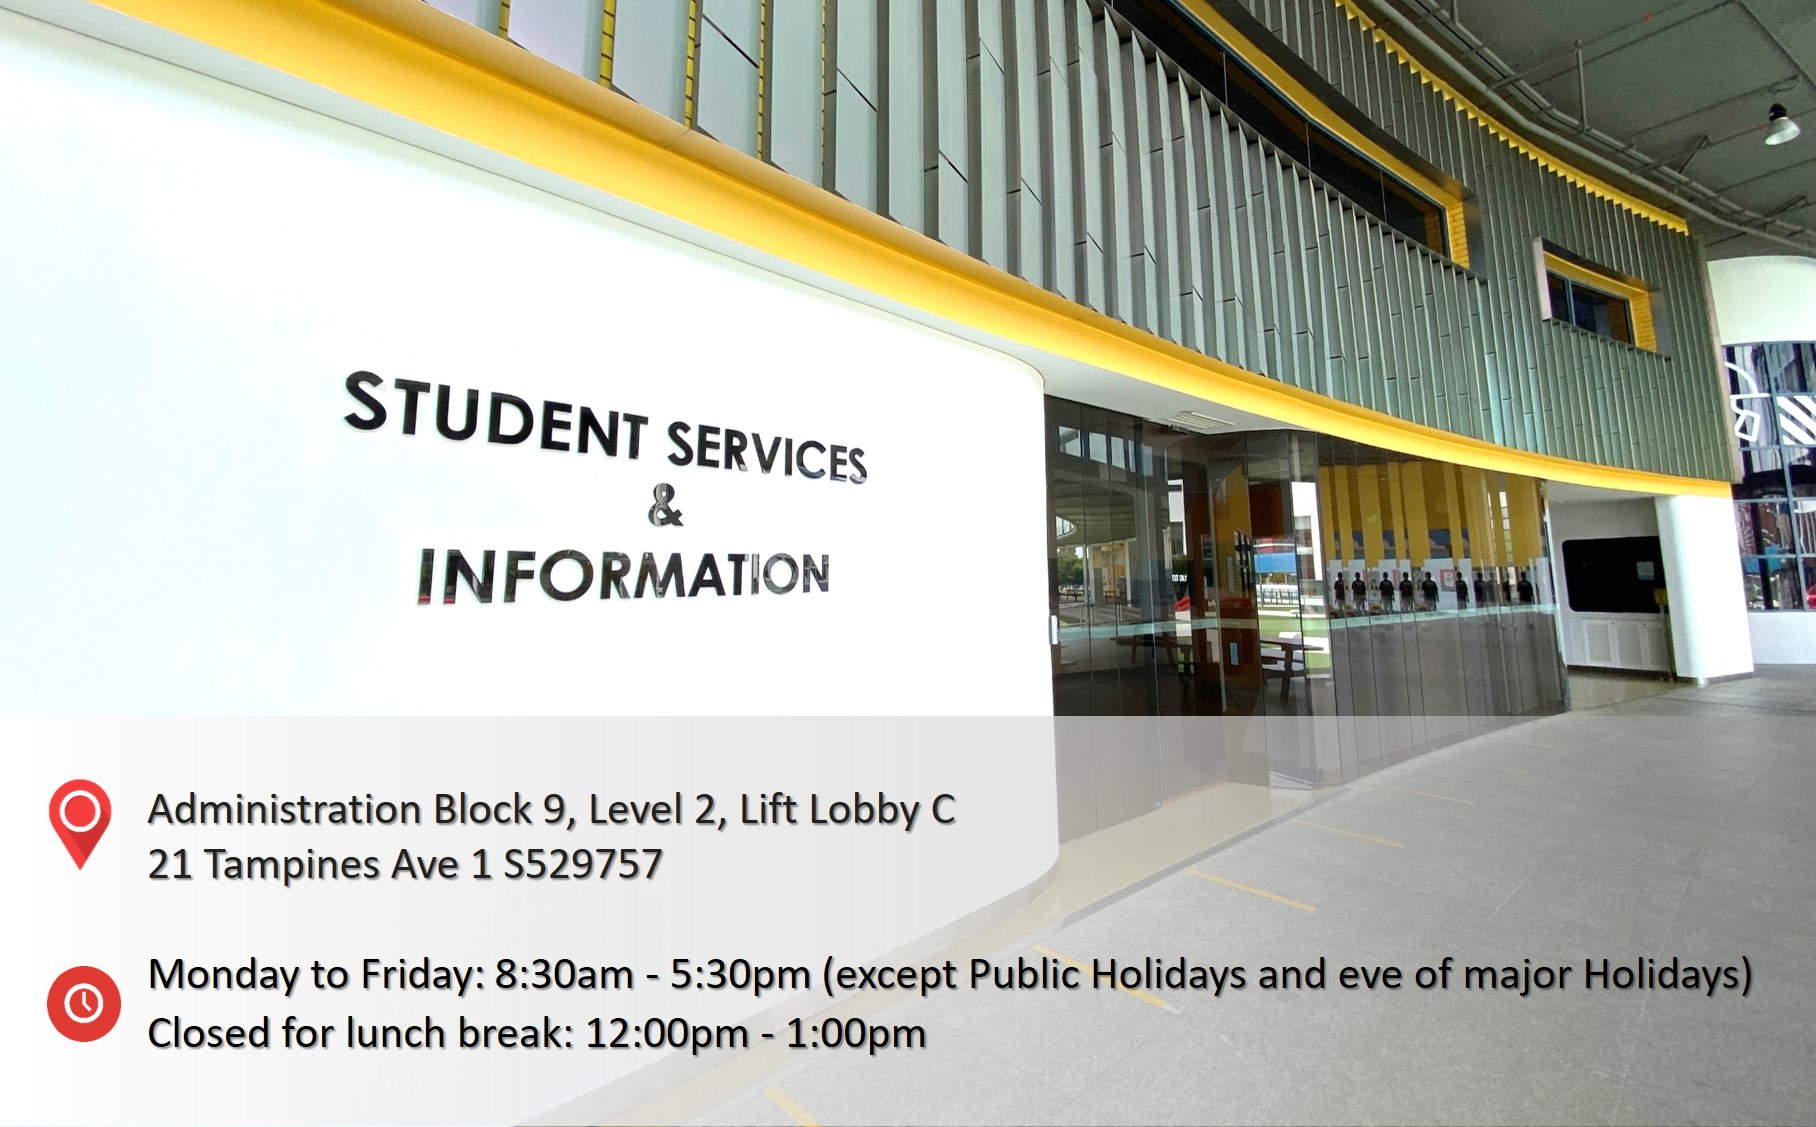 STUDENT SERVICES
&
INFORMATION
Administration Block 9, Level 2, Lift Lobby C
21 Tampines Ave 1 S529757
Monday to Friday: 8:30am - 5:30pm (except Public Holidays and eve of major Holidays)
Closed for lunch break: 12:00pm - 1:00pm